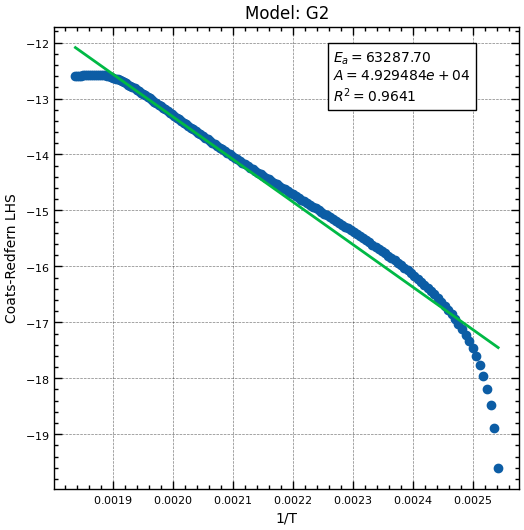 Model: G2
E_a = 63287.70
A = 4.929484e + 04
R^2 = 0.9641
−12
−13
−14
−15
−16
−17
−18
−19
Coats-Redfern LHS
0.0019 0.0020 0.0021 0.0022 0.0023 0.0024 0.0025
1/T